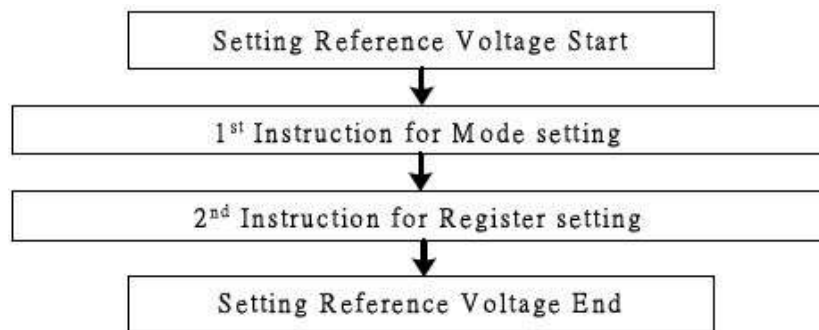 Setting Reference Voltage Start
1st Instruction for Mode setting
2nd Instruction for Register setting
Setting Reference Voltage End